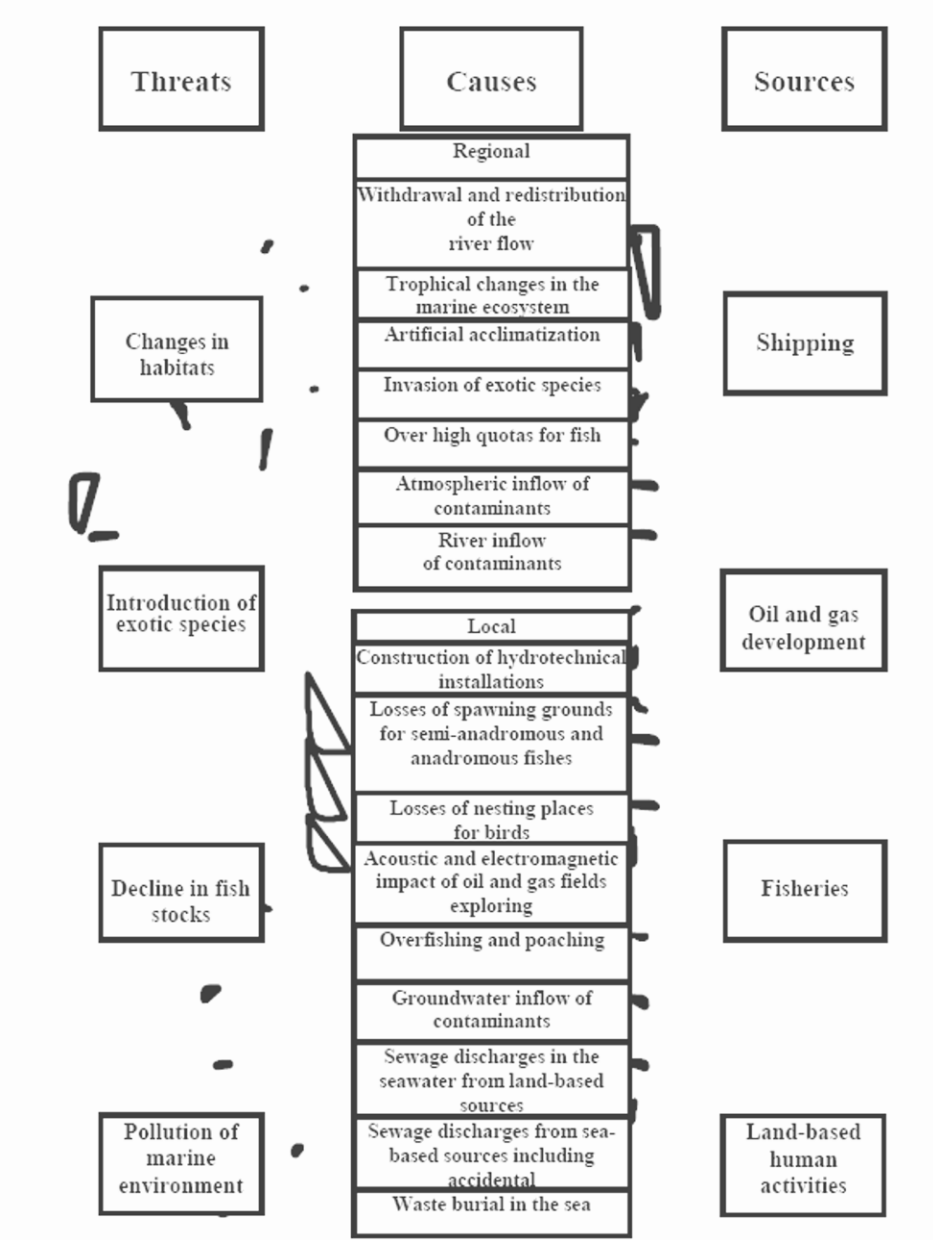 Threats
Causes
Sources
Regional
Withdrawal and redistribution
of the
river flow
Trophical changes in the
marine ecosystem
Artificial acclimatization
Invasion of exotic species
Over high quotas for fish
Atmospheric inflow of
contaminants
River inflow
of contaminants
Local
Construction of hydrotechnical
installations
Losses of spawning grounds
for semi-anadromous and
anadromous fishes
Losses of nesting places
for birds
Acoustic and electromagnetic
impact of oil and gas fields
exploring
Overfishing and poaching
Groundwater inflow of
contaminants
Sewage discharges in the
seawater from land-based
sources
Sewage discharges from sea-
based sources including
accidental
Waste burial in the sea
Changes in
habitats
Introduction of
exotic species
Decline in fish
stocks
Pollution of
marine
environment
Shipping
Oil and gas
development
Fisheries
Land-based
human
activities